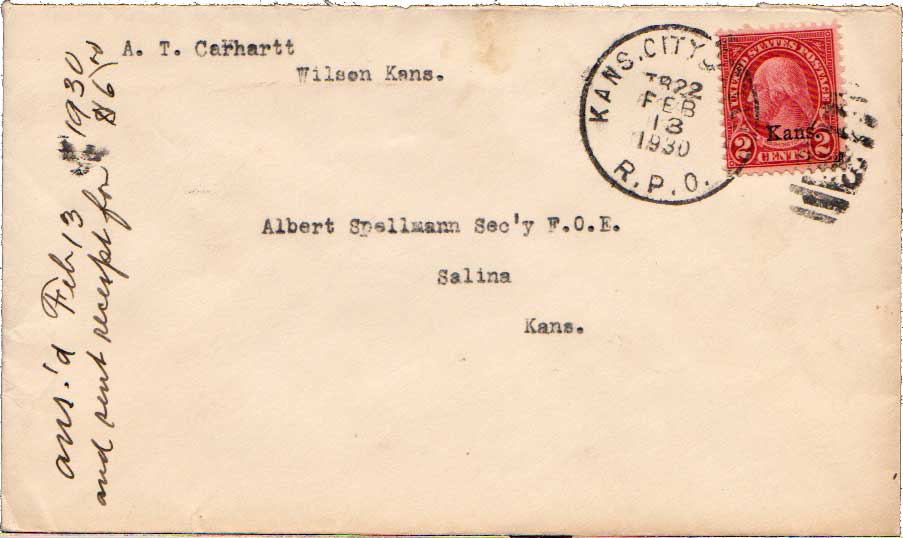 A. T. Carhartt
Wilson Kans.
KANS. CITY
TR22
FEB
13
1930
R.P.O.
UNITED STATES POSTAGE
Kans.
2 CENTS 2
Albert Spellmann Sec'y F.O.E.
Salina
Kans.
ans.'d Feb 13 1930
and sent receipt for $6